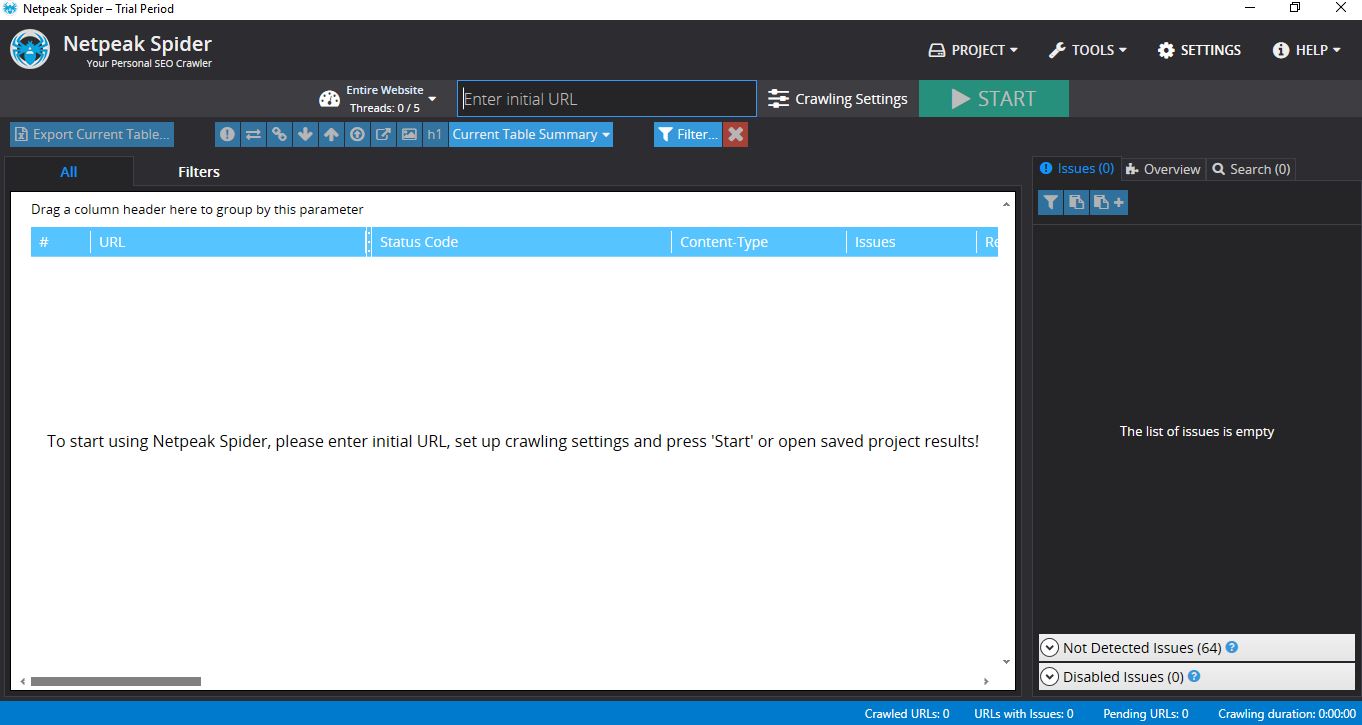 Netpeak Spider – Trial Period
Netpeak Spider
Your Personal SEO Crawler
PROJECT
TOOLS
SETTINGS
HELP
Entire Website
Threads: 0 / 5
Enter initial URL
Crawling Settings
START
Export Current Table...
h1
Current Table Summary
Filter...
All
Filters
Issues (0)
Overview
Search (0)
Drag a column header here to group by this parameter
# URL Status Code Content-Type Issues Re
To start using Netpeak Spider, please enter initial URL, set up crawling settings and press 'Start' or open saved project results!
The list of issues is empty
Not Detected Issues (64)
Disabled Issues (0)
Crawled URLs: 0 URLs with Issues: 0 Pending URLs: 0 Crawling duration: 0:00:00